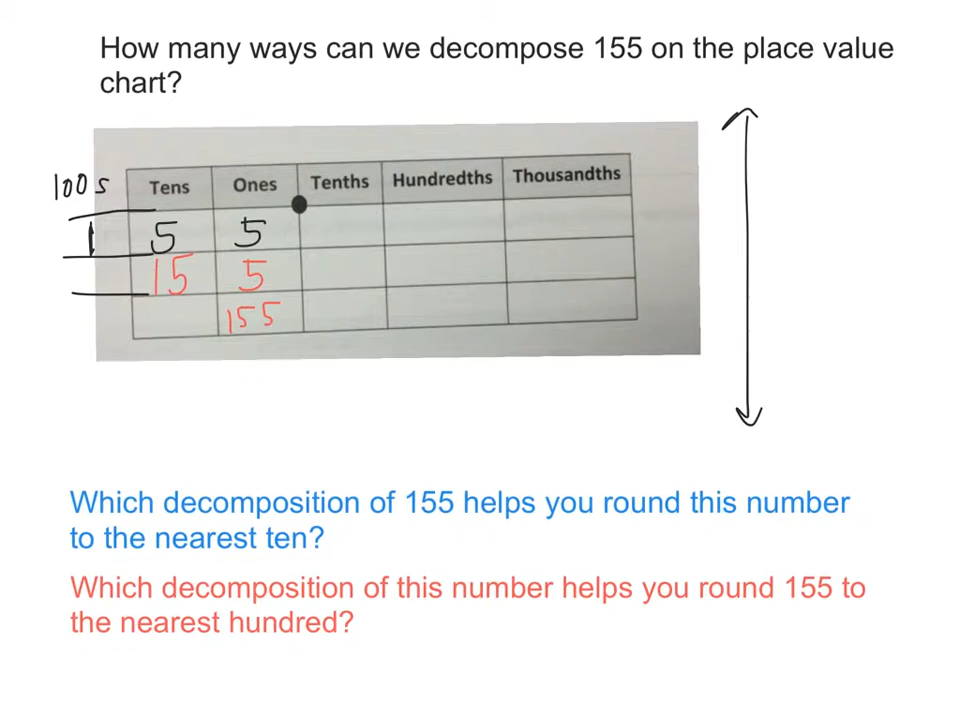 How many ways can we decompose 155 on the place value
chart?
100s Tens Ones Tenths Hundredths Thousandths
1 5 5
15 5
155
Which decomposition of 155 helps you round this number
to the nearest ten?
Which decomposition of this number helps you round 155 to
the nearest hundred?